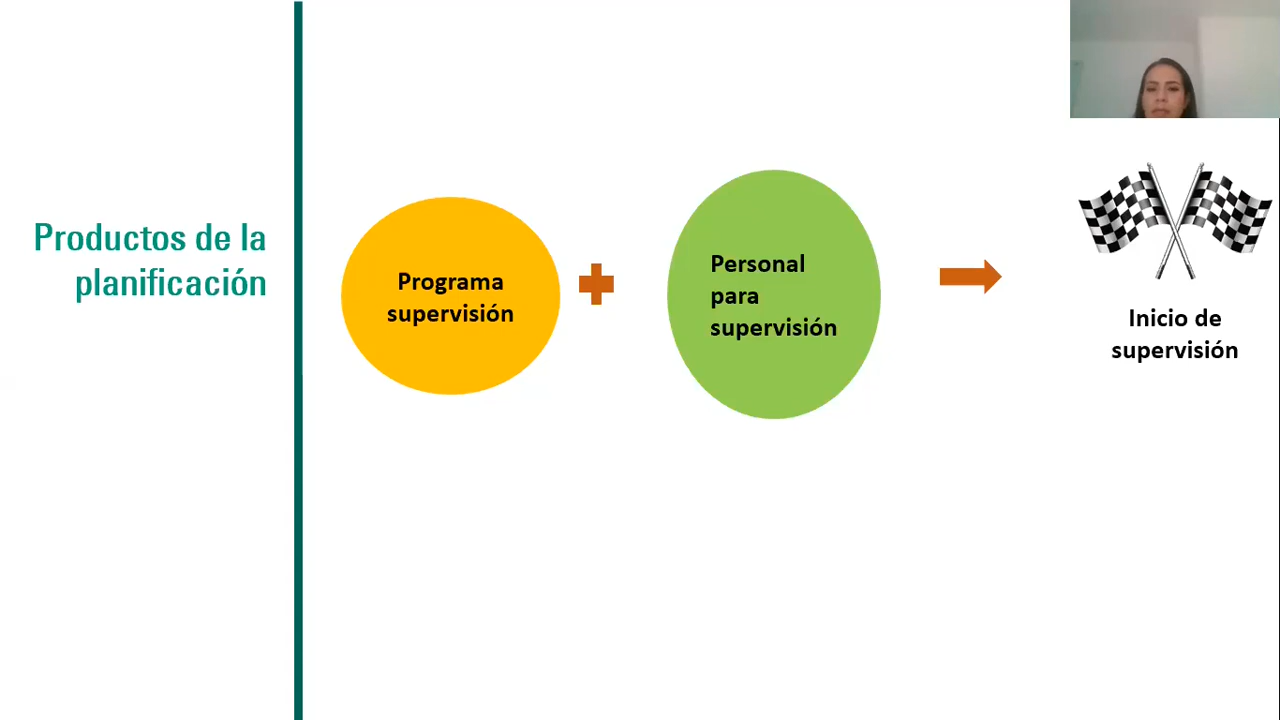 Productos de la
planificación
Programa
supervisión
Personal
para
supervisión
Inicio de
supervisión